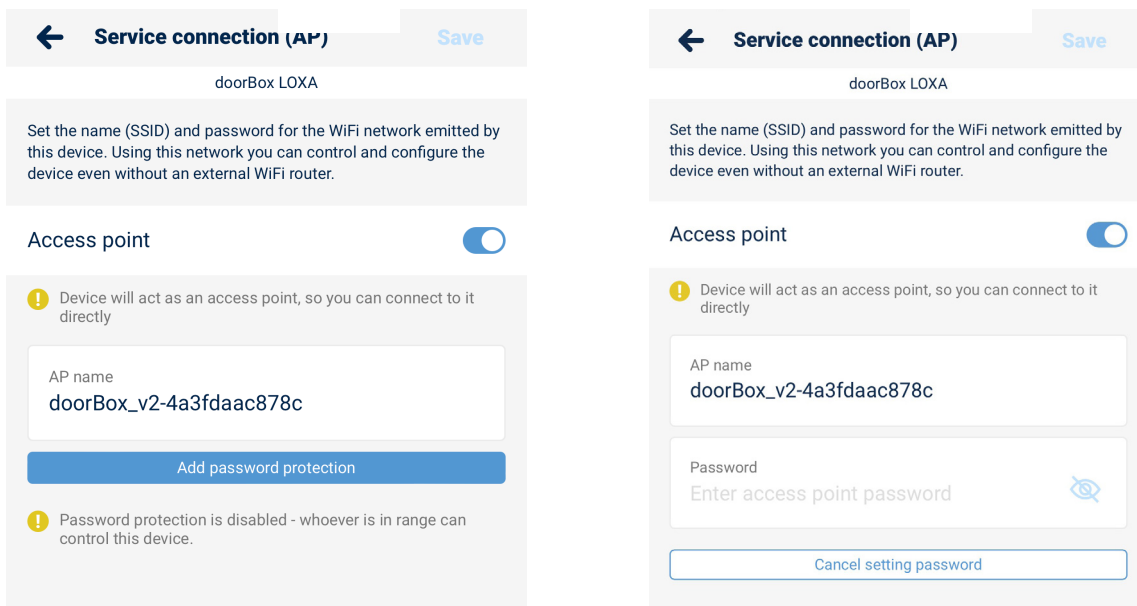 Service connection (AP)
Save
doorBox LOXA
Set the name (SSID) and password for the WiFi network emitted by
this device. Using this network you can control and configure the
device even without an external WiFi router.
Access point
Device will act as an access point, so you can connect to it
directly
AP name
doorBox_v2-4a3fdaac878c
Add password protection
Password protection is disabled - whoever is in range can
control this device.
Service connection (AP)
Save
doorBox LOXA
Set the name (SSID) and password for the WiFi network emitted by
this device. Using this network you can control and configure the
device even without an external WiFi router.
Access point
Device will act as an access point, so you can connect to it
directly
AP name
doorBox_v2-4a3fdaac878c
Password
Enter access point password
Cancel setting password